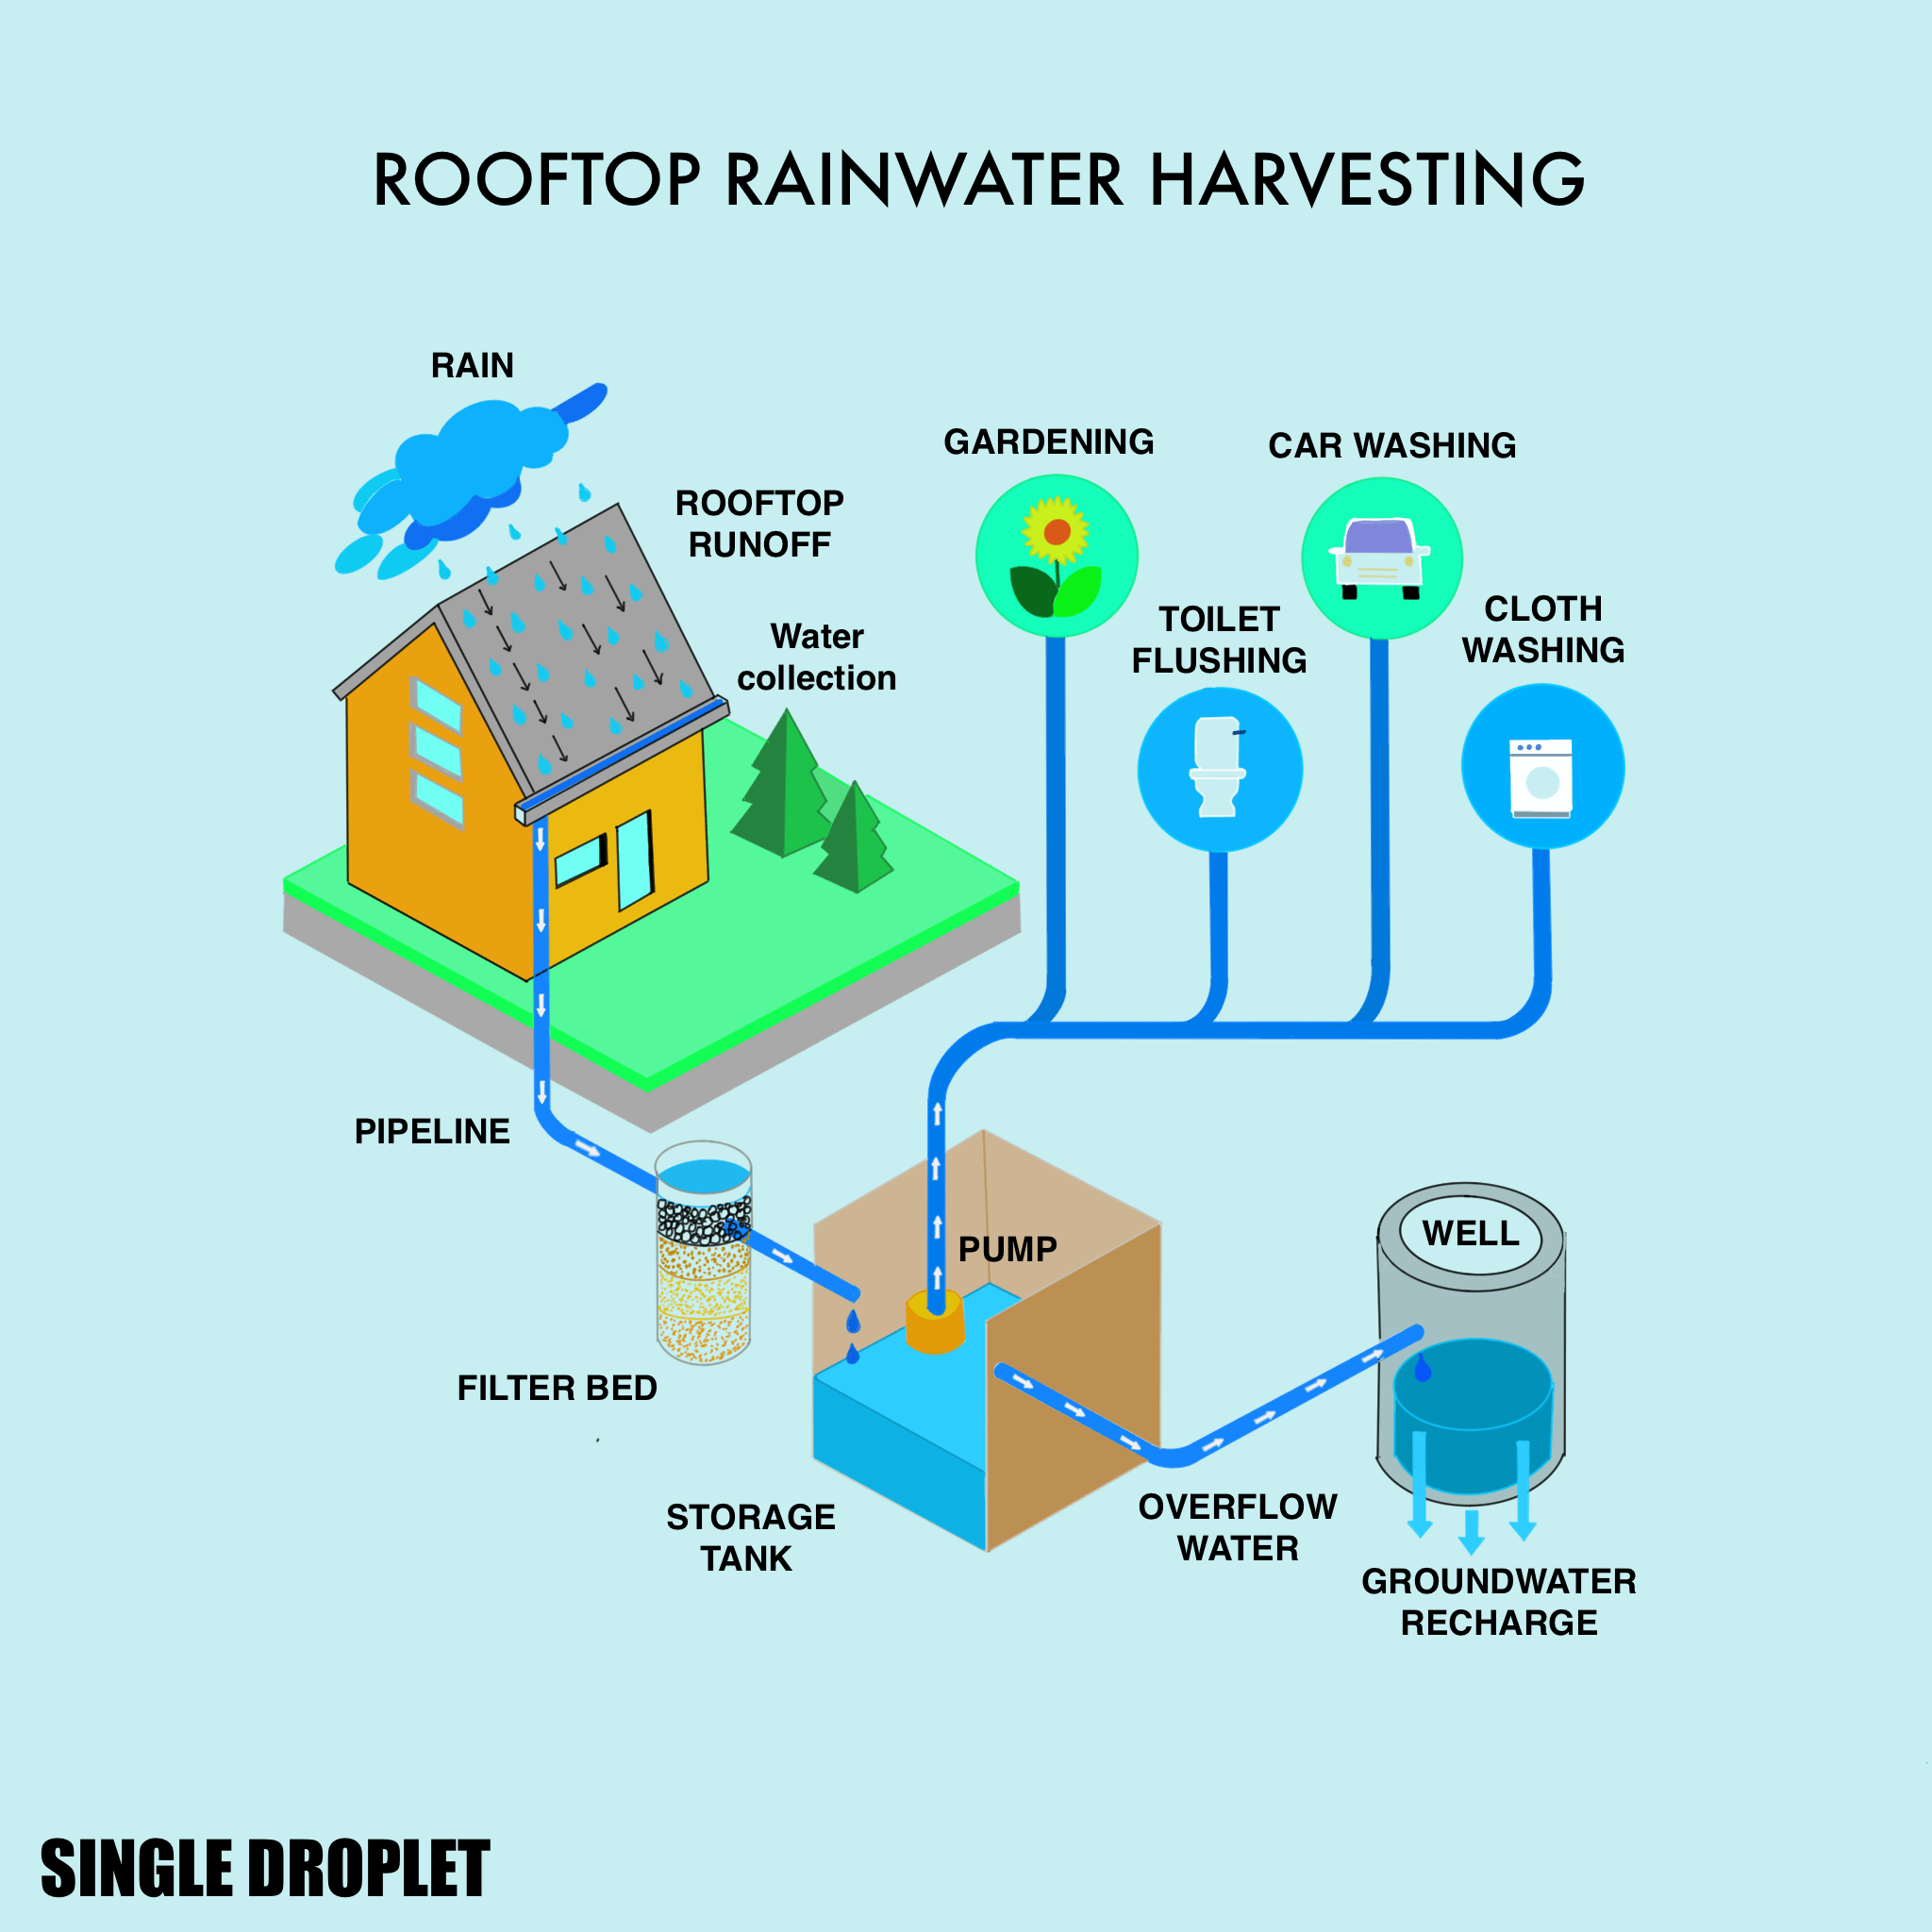 ROOFTOP RAINWATER HARVESTING
RAIN
ROOFTOP
RUNOFF
Water
collection
GARDENING
CAR WASHING
TOILET
FLUSHING
CLOTH
WASHING
PIPELINE
FILTER BED
PUMP
WELL
STORAGE
TANK
OVERFLOW
WATER
GROUNDWATER
RECHARGE
SINGLE DROPLET